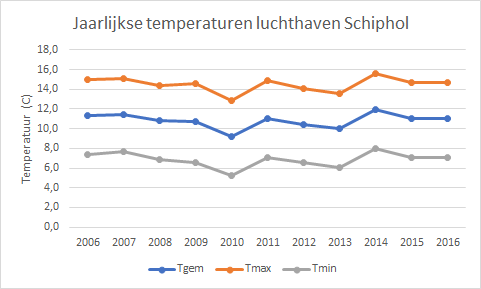 Jaarlijkse temperaturen luchthaven Schiphol
Temperatuur (C)
18,0
16,0
14,0
12,0
10,0
8,0
6,0
4,0
2,0
0,0
2006 2007 2008 2009 2010 2011 2012 2013 2014 2015 2016
Tgem Tmax Tmin